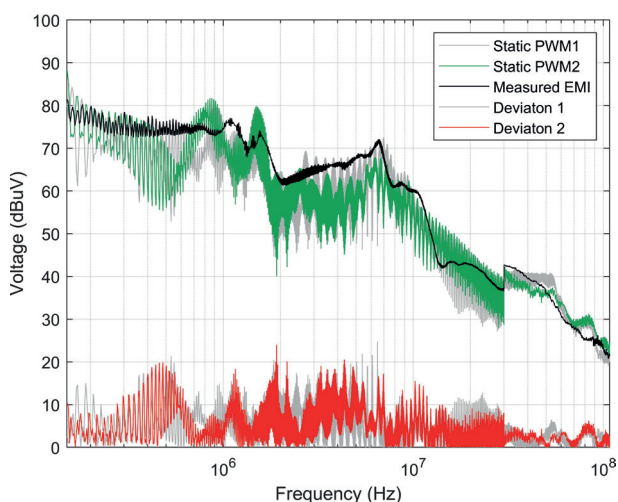 100
90
80
70
60
50
40
30
20
10
0
Voltage (dBuV)
Static PWM1
Static PWM2
Measured EMI
Deviaton 1
Deviaton 2
10^6
10^7
10^8
Frequency (Hz)